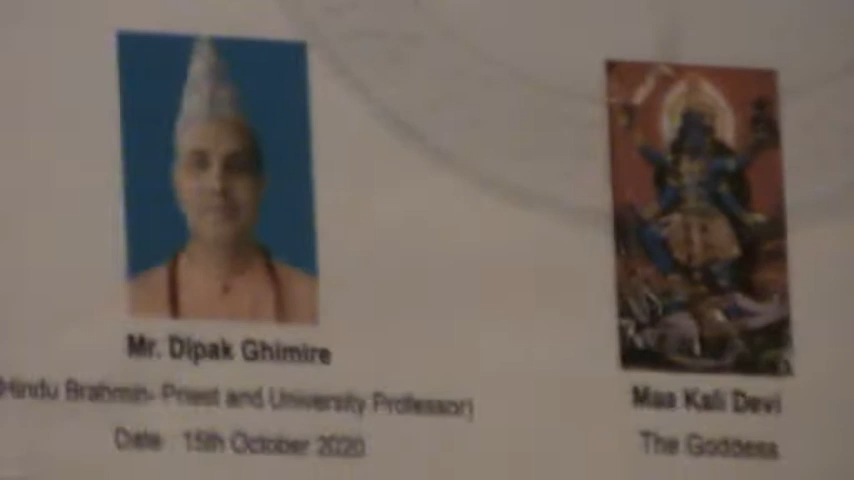 Mr. Dipak Ghimire
(Hindu Brahmin- Priest and University Professor)
Date : 15th October 2020
Maa Kali Devi
The Goddess